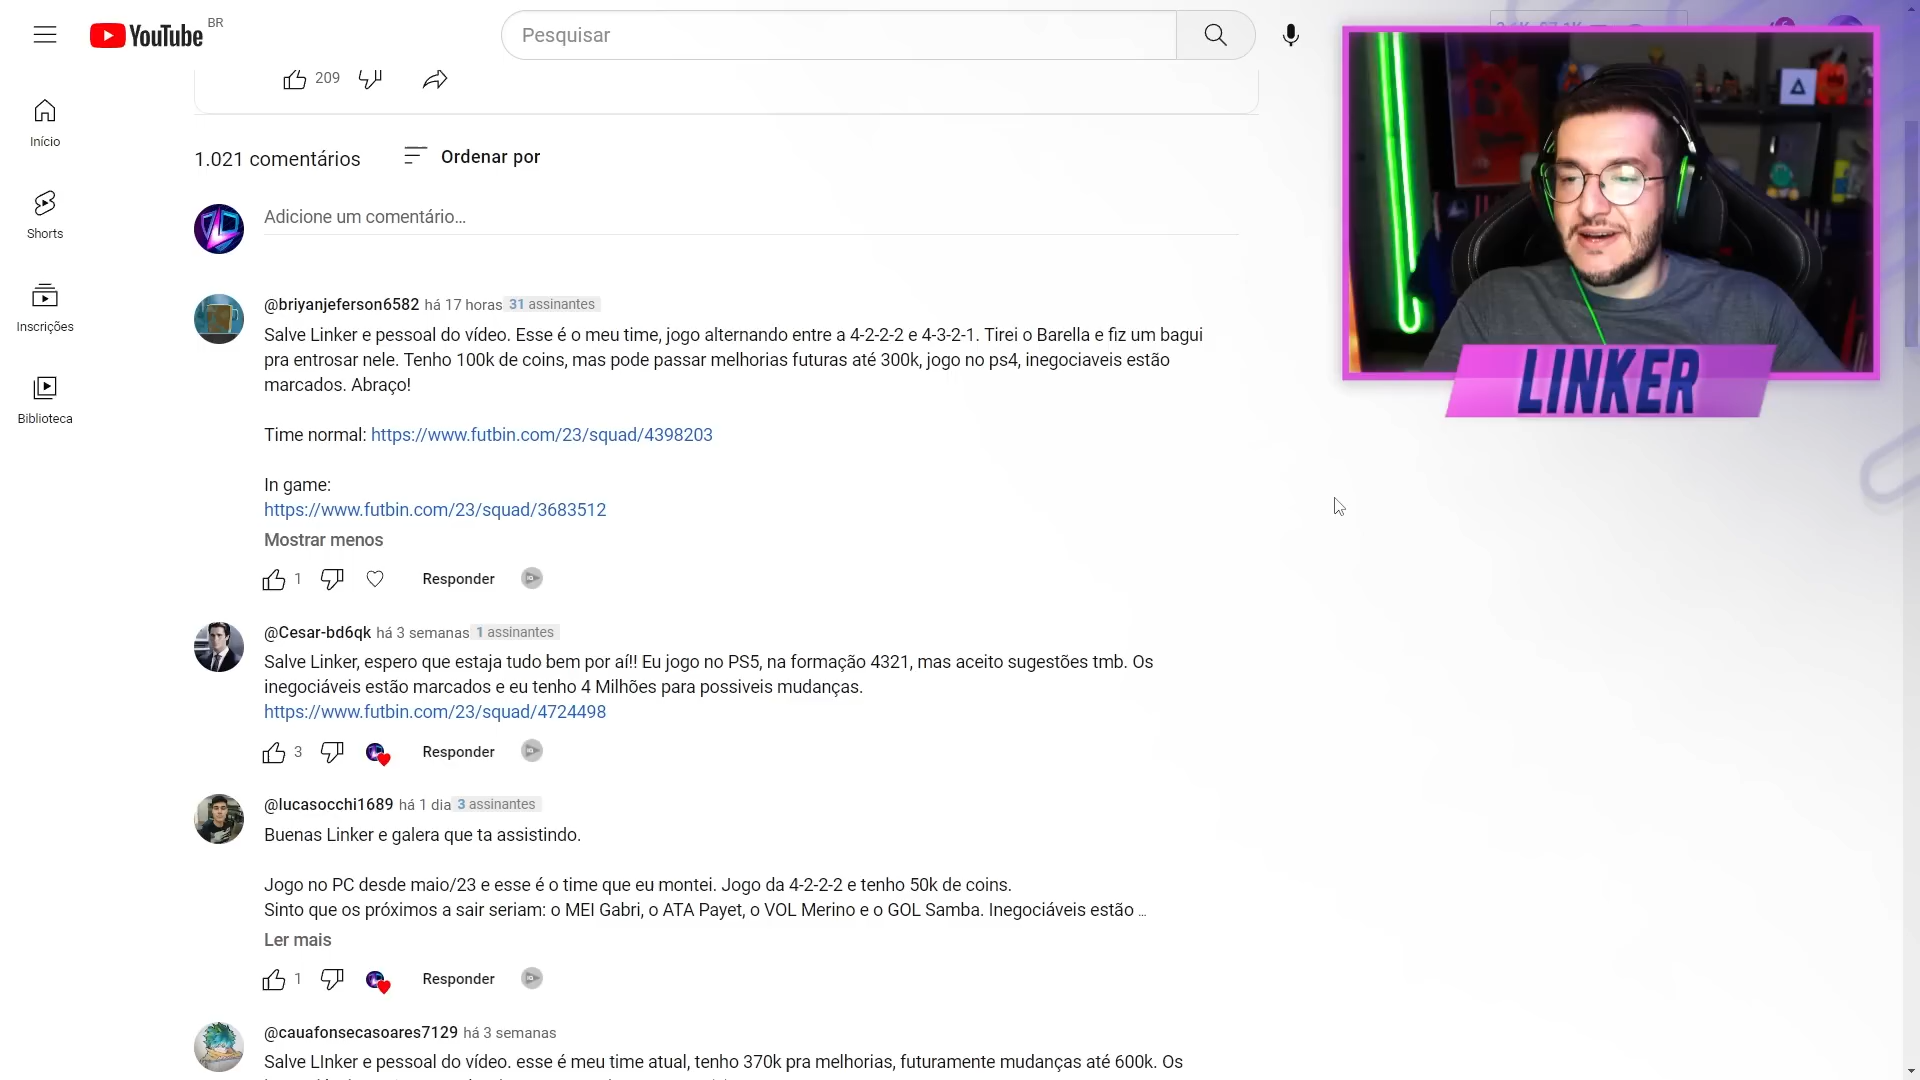 YouTube BR
Pesquisar
Início
Shorts
Inscrições
Biblioteca
209
1.021 comentários
Ordenar por
Adicione um comentário...
@briyanjeferson6582 há 17 horas 31 assinantes
Salve Linker e pessoal do vídeo. Esse é o meu time, jogo alternando entre a 4-2-2-2 e 4-3-2-1. Tirei o Barella e fiz um bagui
pra entrosar nele. Tenho 100k de coins, mas pode passar melhorias futuras até 300k, jogo no ps4, inegociaveis estão
marcados. Abraço!
Time normal: https://www.futbin.com/23/squad/4398203
In game:
https://www.futbin.com/23/squad/3683512
Mostrar menos
1
Responder
@Cesar-bd6qk há 3 semanas 1 assinantes
Salve Linker, espero que estaja tudo bem por aí!! Eu jogo no PS5, na formação 4321, mas aceito sugestões tmb. Os
inegociáveis estão marcados e eu tenho 4 Milhões para possiveis mudanças.
https://www.futbin.com/23/squad/4724498
3
Responder
@lucasocchi1689 há 1 dia 3 assinantes
Buenas Linker e galera que ta assistindo.
Jogo no PC desde maio/23 e esse é o time que eu montei. Jogo da 4-2-2-2 e tenho 50k de coins.
Sinto que os próximos a sair seriam: o MEI Gabri, o ATA Payet, o VOL Merino e o GOL Samba. Inegociáveis estão ...
Ler mais
1
Responder
@cauafonsecasoares7129 há 3 semanas
Salve LInker e pessoal do vídeo. esse é meu time atual, tenho 370k pra melhorias, futuramente mudanças até 600k. Os
LINKER